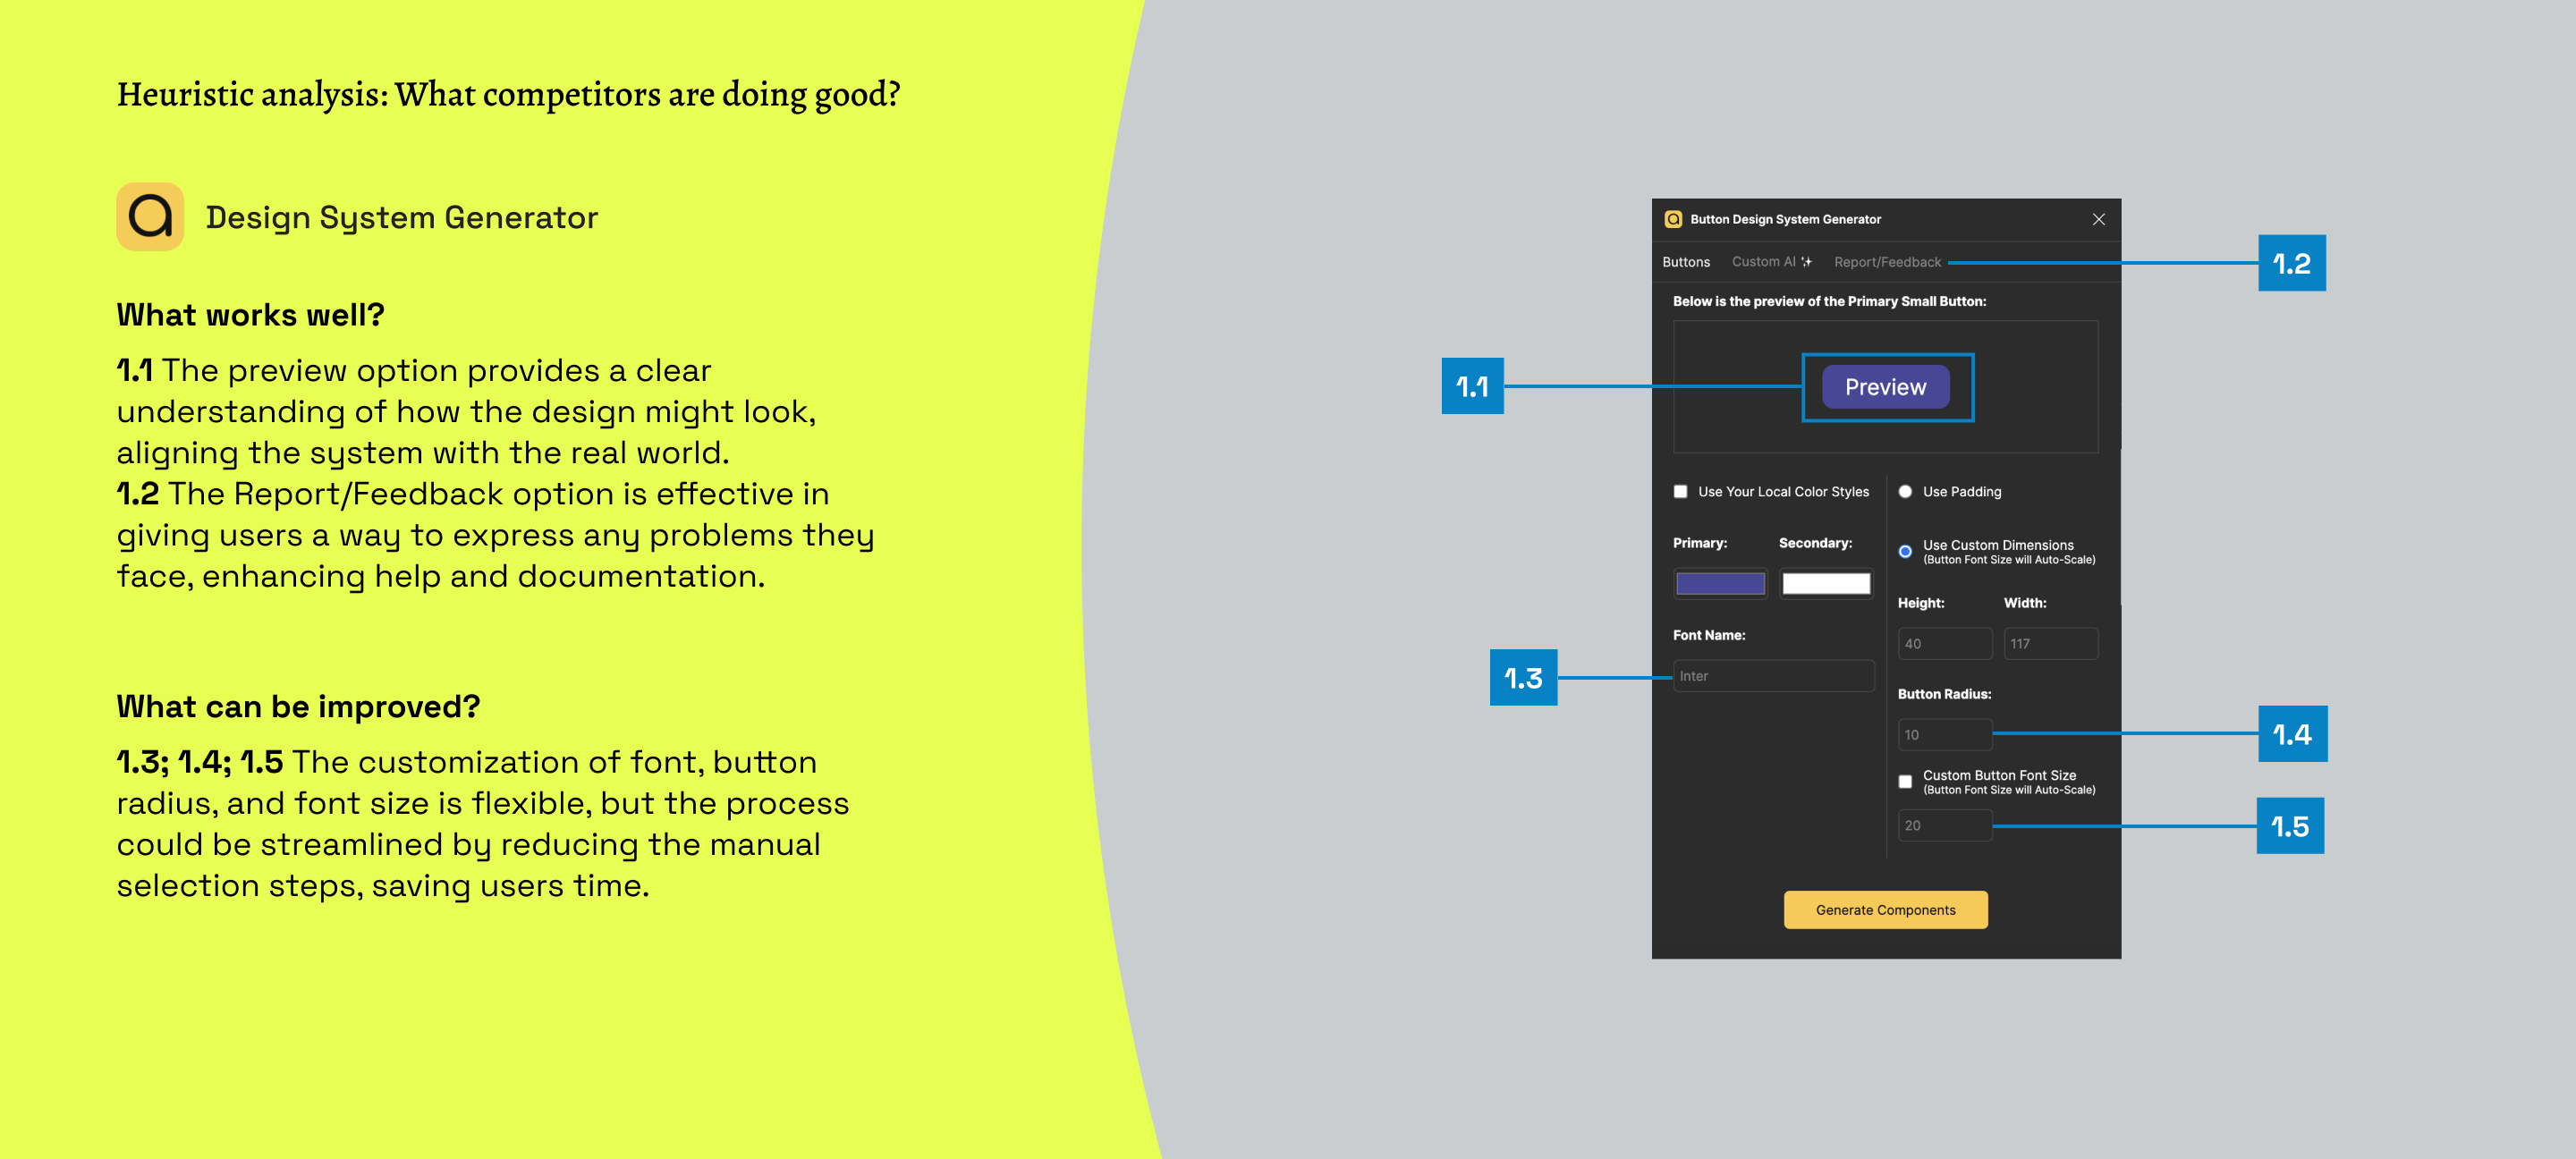 Heuristic analysis: What competitors are doing good?
Design System Generator
What works well?
1.1 The preview option provides a clear
understanding of how the design might look,
aligning the system with the real world.
1.2 The Report/Feedback option is effective in
giving users a way to express any problems they
face, enhancing help and documentation.
What can be improved?
1.3; 1.4; 1.5 The customization of font, button
radius, and font size is flexible, but the process
could be streamlined by reducing the manual
selection steps, saving users time.
Button Design System Generator
Buttons Custom AI Report/Feedback
1.2
Below is the preview of the Primary Small Button:
1.1
Preview
Use Your Local Color Styles
Primary: Secondary:
Font Name:
1.3
Inter
Use Padding
Use Custom Dimensions
(Button Font Size will Auto-Scale)
Height: Width:
40 117
Button Radius:
10
1.4
Custom Button Font Size
(Button Font Size will Auto-Scale)
20
1.5
Generate Components